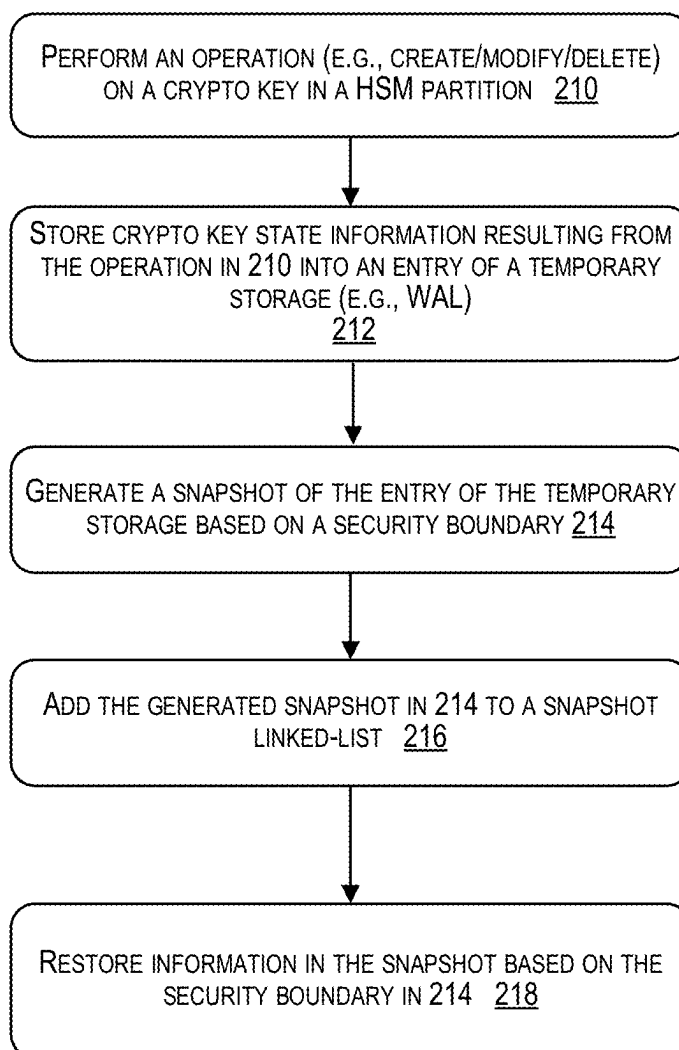 PERFORM AN OPERATION (E.G., CREATE/MODIFY/DELETE)
ON A CRYPTO KEY IN A HSM PARTITION 210
STORE CRYPTO KEY STATE INFORMATION RESULTING FROM
THE OPERATION IN 210 INTO AN ENTRY OF A TEMPORARY
STORAGE (E.G., WAL)
212
GENERATE A SNAPSHOT OF THE ENTRY OF THE TEMPORARY
STORAGE BASED ON A SECURITY BOUNDARY 214
ADD THE GENERATED SNAPSHOT IN 214 TO A SNAPSHOT
LINKED-LIST 216
RESTORE INFORMATION IN THE SNAPSHOT BASED ON THE
SECURITY BOUNDARY IN 214 218